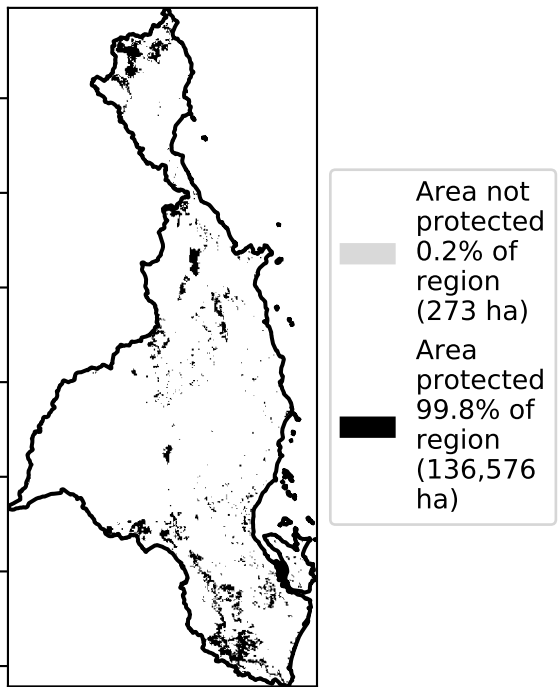 Area not
protected
0.2% of
region
(273 ha)
Area
protected
99.8% of
region
(136,576
ha)